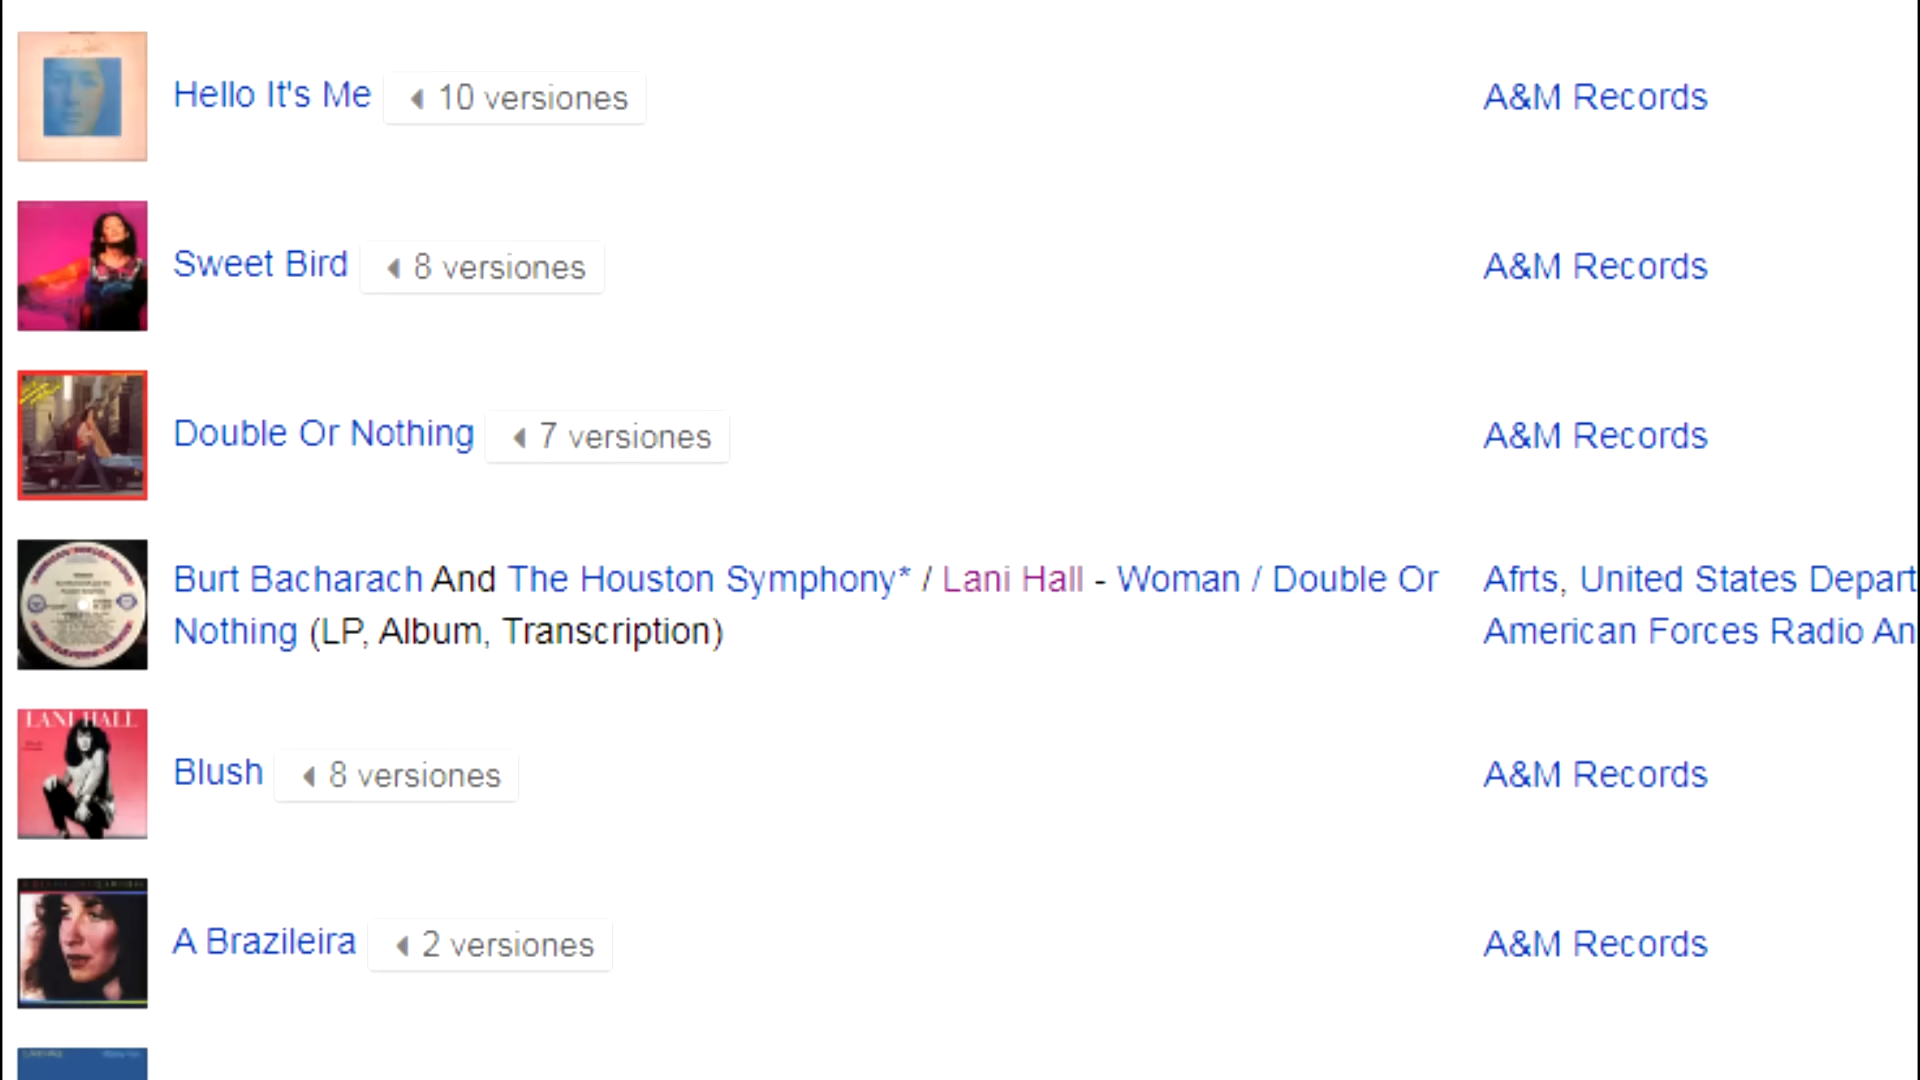 Hello It's Me 10 versiones A&M Records
Sweet Bird 8 versiones A&M Records
Double Or Nothing 7 versiones A&M Records
Burt Bacharach And The Houston Symphony* / Lani Hall - Woman / Double Or Afrts, United States Depart
Nothing (LP, Album, Transcription) American Forces Radio An
LANI HALL
Blush 8 versiones A&M Records
A Brazileira 2 versiones A&M Records